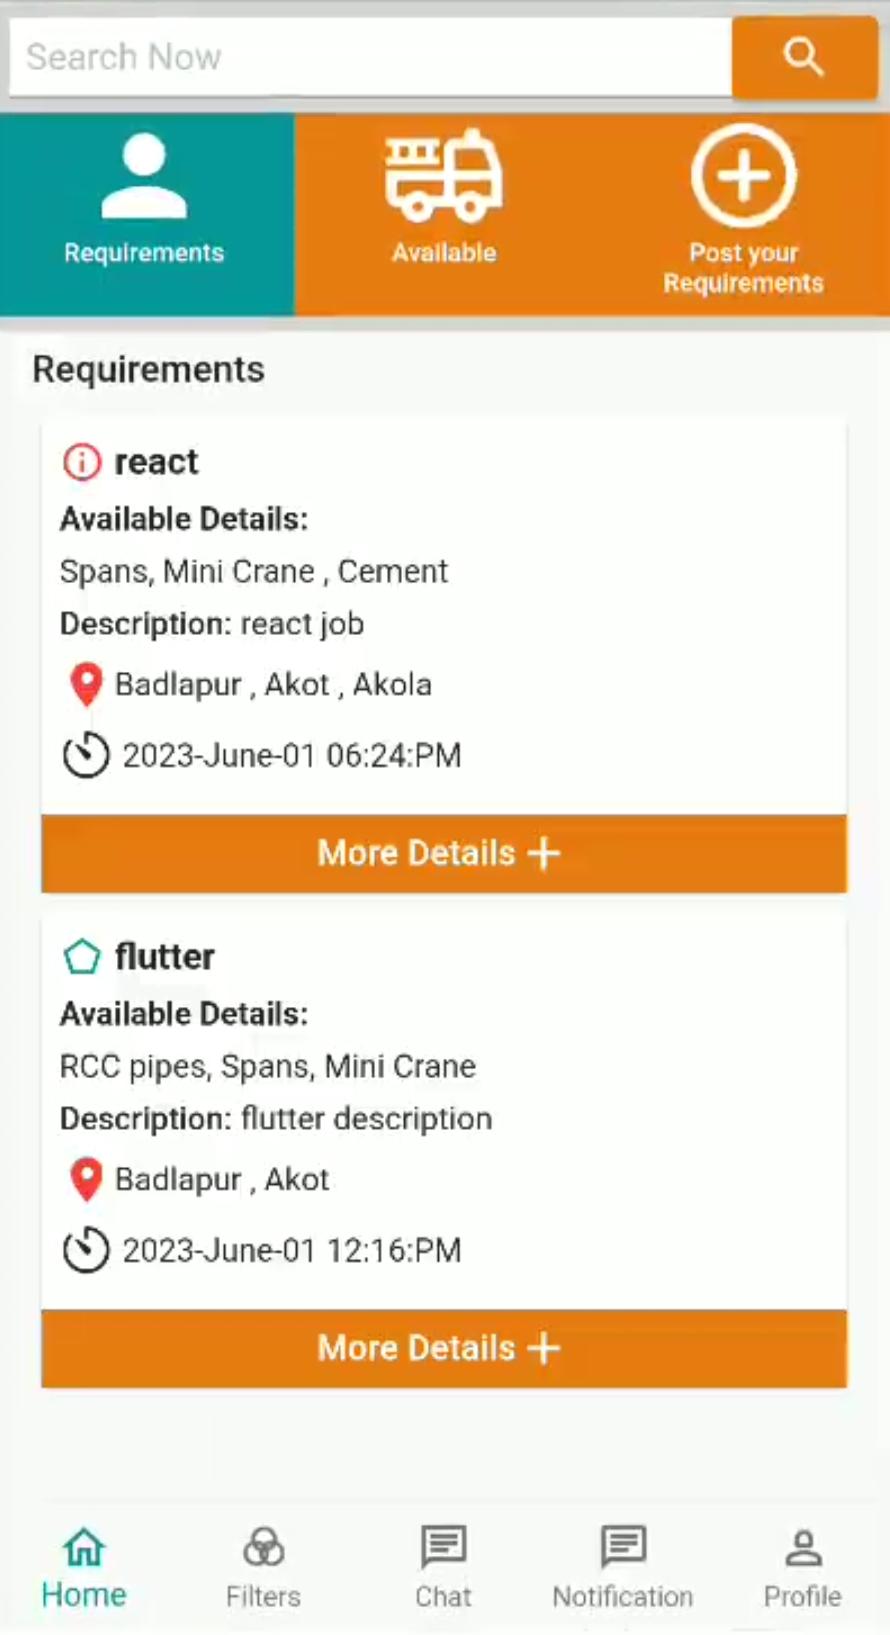 Search Now
Requirements
Available
Post your
Requirements
Requirements
react
Available Details:
Spans, Mini Crane , Cement
Description: react job
Badlapur , Akot , Akola
2023-June-01 06:24:PM
More Details +
flutter
Available Details:
RCC pipes, Spans, Mini Crane
Description: flutter description
Badlapur , Akot
2023-June-01 12:16:PM
More Details +
Home
Filters
Chat
Notification
Profile